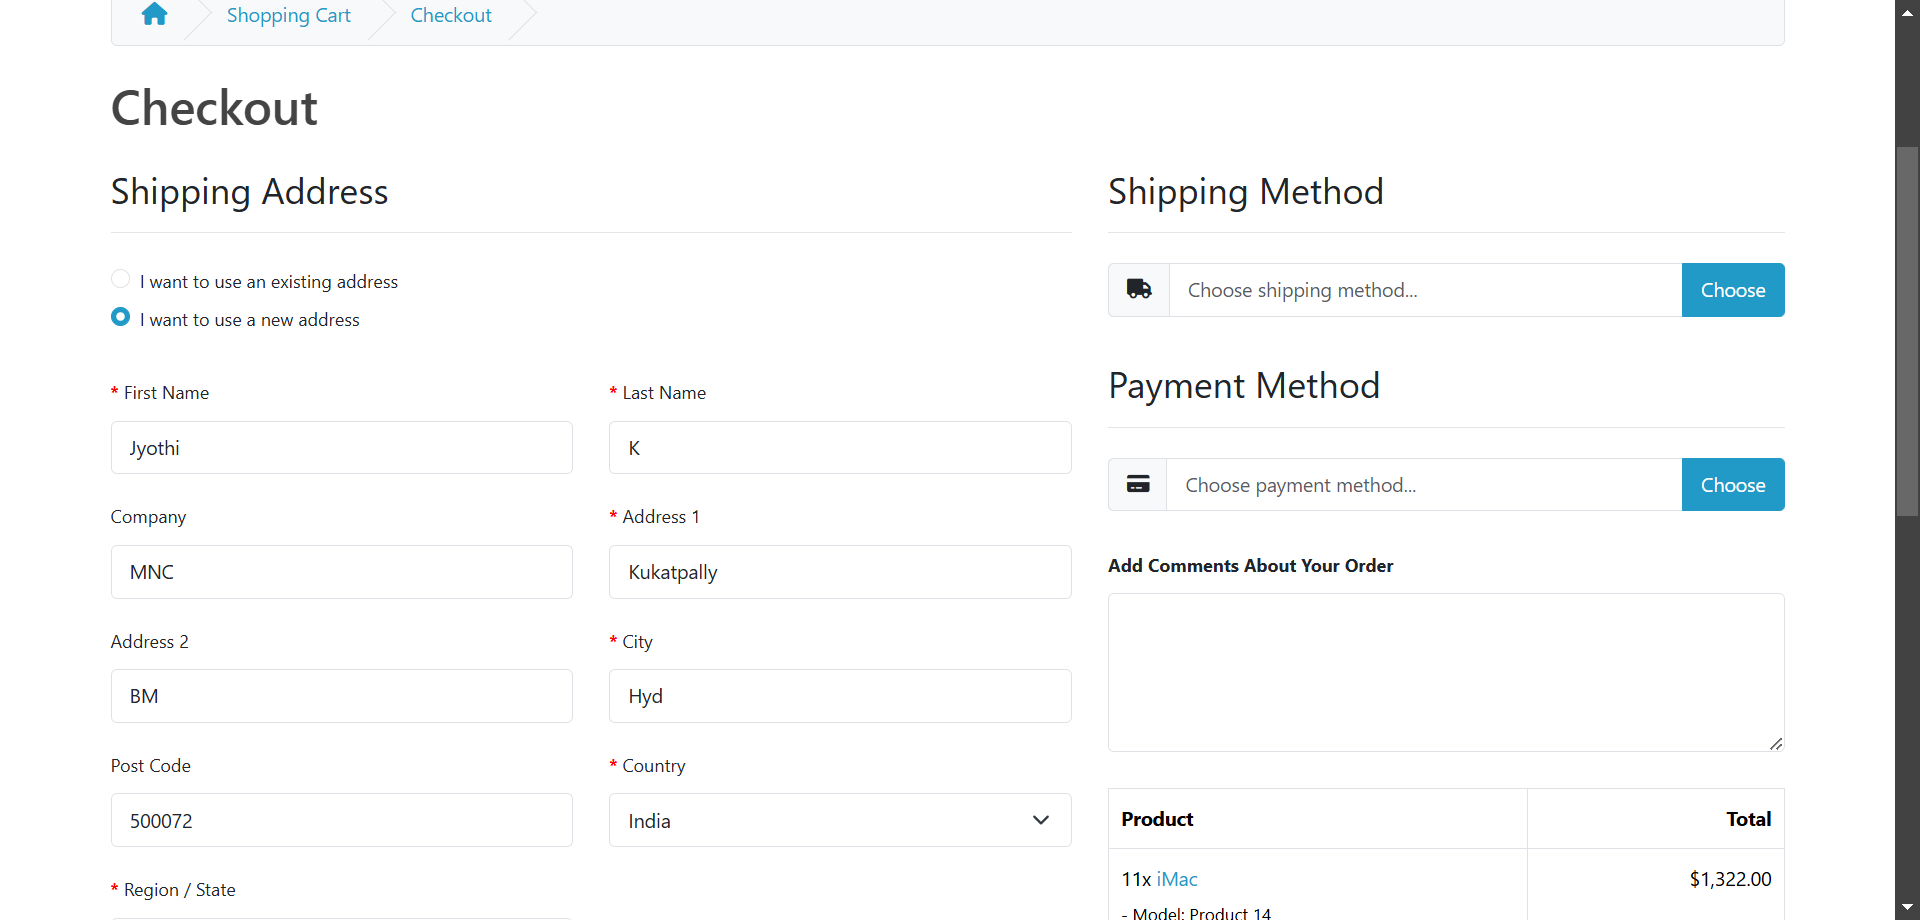 Shopping Cart
Checkout
Checkout
Shipping Address
I want to use an existing address
I want to use a new address
* First Name
Jyothi
* Last Name
K
Company
MNC
* Address 1
Kukatpally
Address 2
BM
* City
Hyd
Post Code
500072
* Country
India
* Region / State
Shipping Method
Choose shipping method...
Choose
Payment Method
Choose payment method...
Choose
Add Comments About Your Order
Product Total
11x iMac $1,322.00
- Model: Product 14